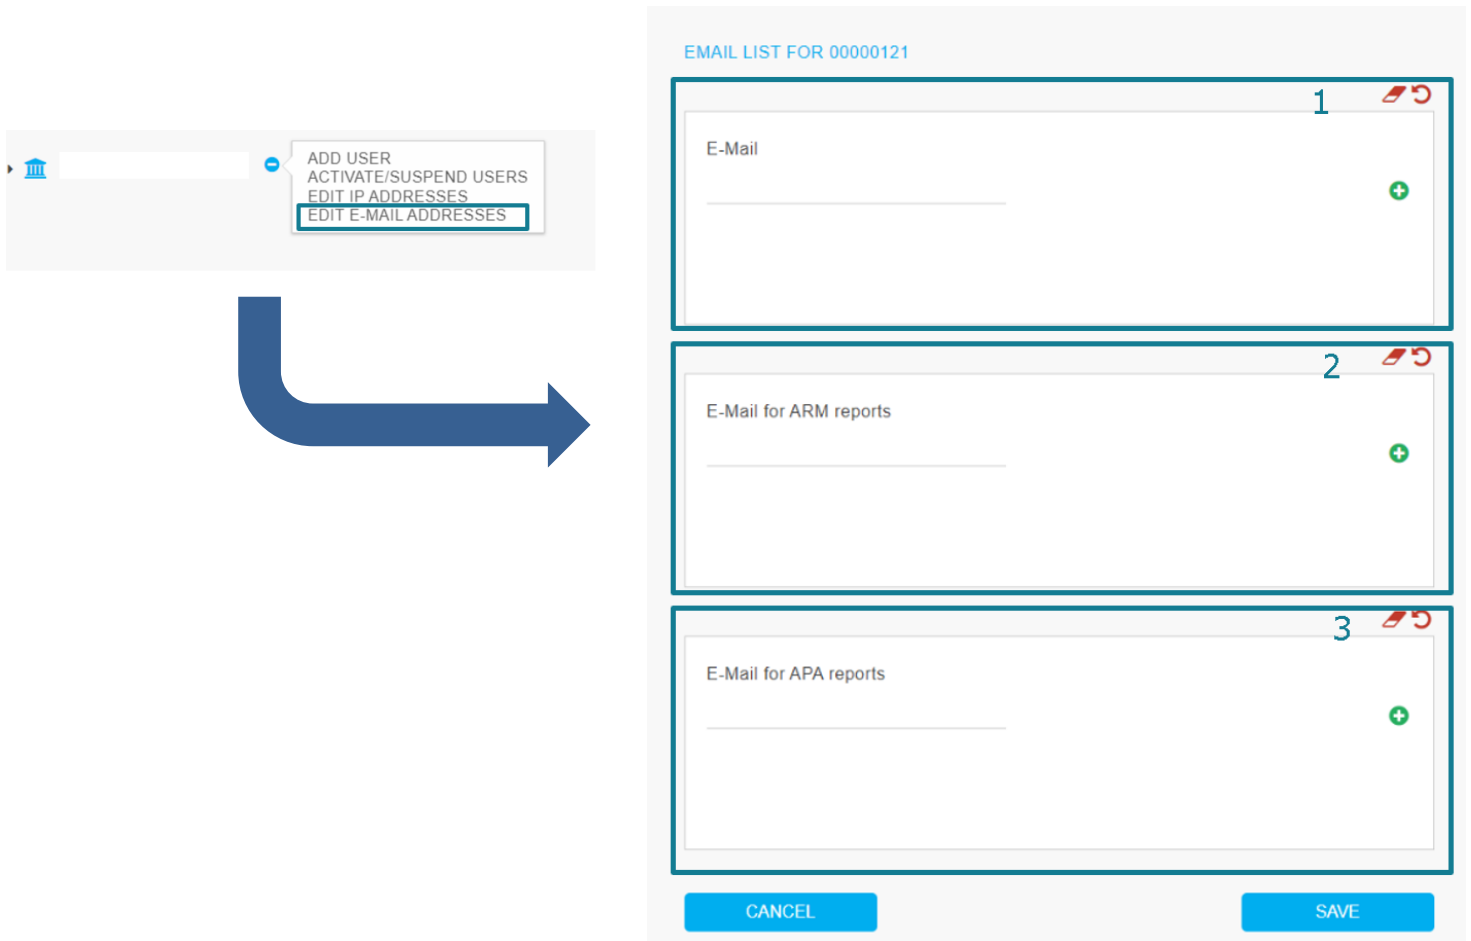 ADD USER
ACTIVATE/SUSPEND USERS
EDIT IP ADDRESSES
EDIT E-MAIL ADDRESSES
EMAIL LIST FOR 00000121
1
E-Mail
2
E-Mail for ARM reports
3
E-Mail for APA reports
CANCEL
SAVE